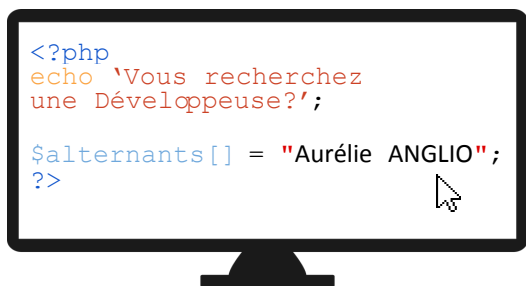 <?php
echo ‘Vous recherchez
une Développeuse?’;
$alternants[] = "Aurélie ANGLIO";
?>